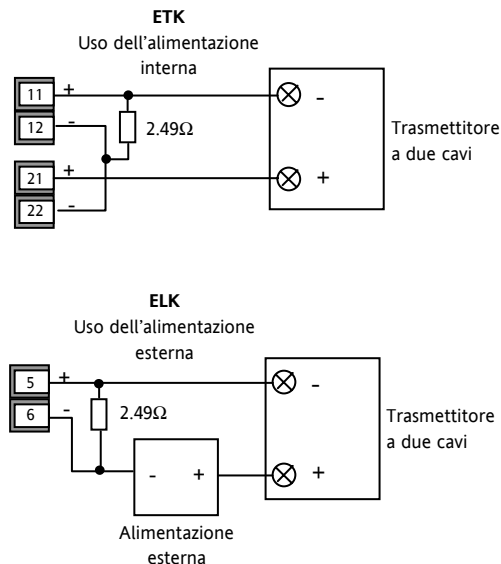 ETK
Uso dell'alimentazione
interna
11 +
12 -
2.49Ω
21 +
22 -
-
+
Trasmettitore
a due cavi
ELK
Uso dell'alimentazione
esterna
5 +
6 -
2.49Ω
- +
-
+
Trasmettitore
a due cavi
Alimentazione
esterna